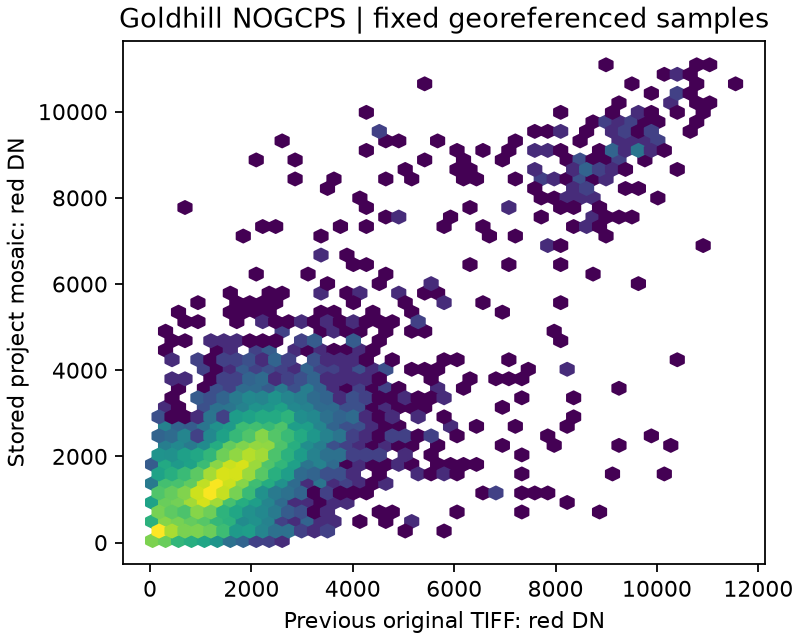 Goldhill NOGCPS | fixed georeferenced samples
Stored project mosaic: red DN
10000
8000
6000
4000
2000
0
0 2000 4000 6000 8000 10000 12000
Previous original TIFF: red DN